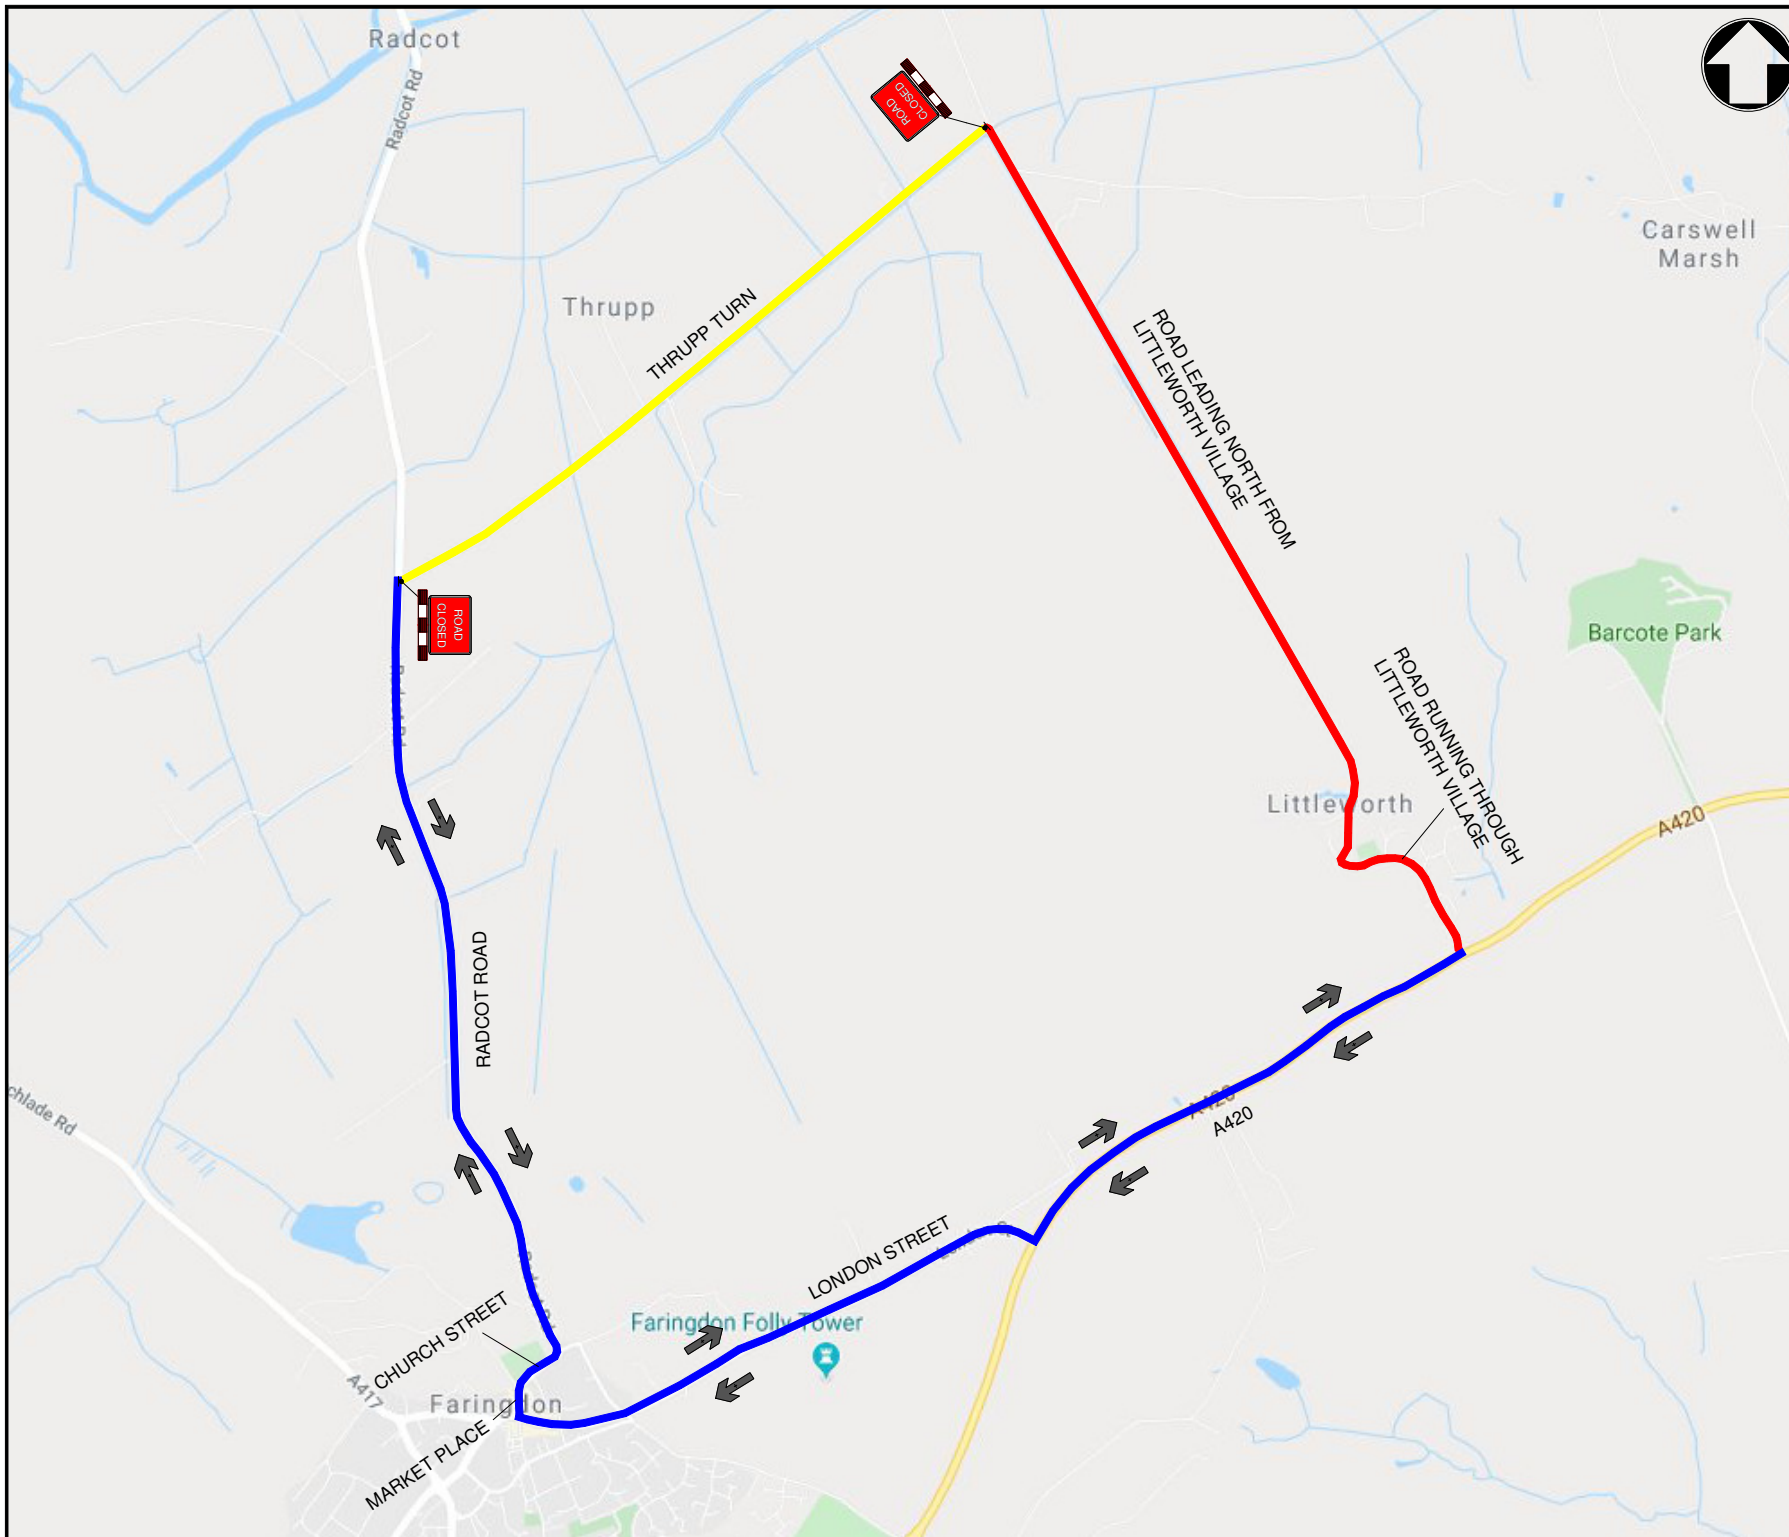 Radcot
Radcot Rd
ROAD
CLOSED
Carswell
Marsh
Thrupp
THRUPP TURN
ROAD LEADING NORTH FROM
LITTLEWORTH VILLAGE
ROAD
CLOSED
Barcote Park
Radcot Rd
ROAD RUNNING THROUGH
LITTLEWORTH VILLAGE
Littleworth
A420
RADCOT ROAD
chlade Rd
A420
A420
LONDON STREET
CHURCH STREET
Faringdon Folly Tower
A417
Faringdon
MARKET PLACE